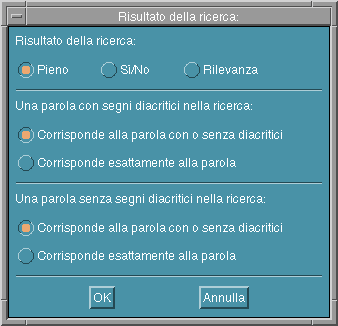 Risultato della ricerca:
Risultato della ricerca:
Pieno Sì/No Rilevanza
Una parola con segni diacritici nella ricerca:
Corrisponde alla parola con o senza diacritici
Corrisponde esattamente alla parola
Una parola senza segni diacritici nella ricerca:
Corrisponde alla parola con o senza diacritici
Corrisponde esattamente alla parola
OK Annulla